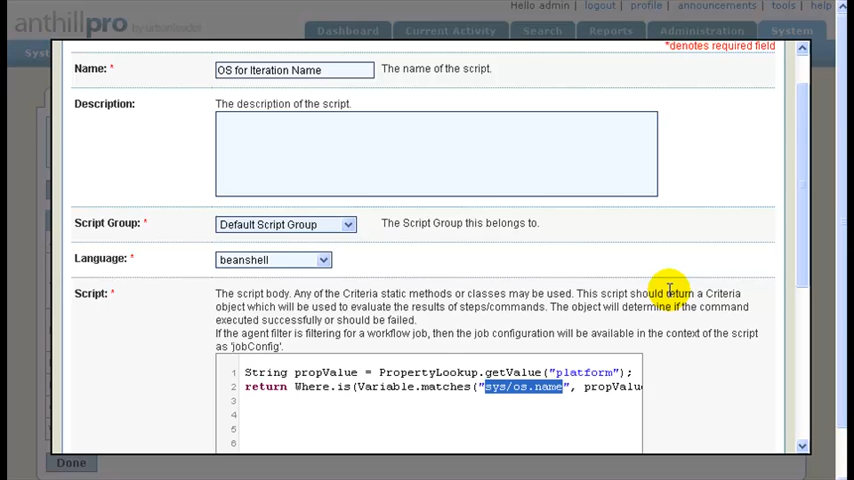 Hello admin | logout | profile | announcements | tools | help
anthillpro by urbancode
Dashboard Current Activity Search Reports Administration System
Sys
*denotes required field
Name: * OS for Iteration Name The name of the script.
Description: The description of the script.
Script Group: * Default Script Group The Script Group this belongs to.
Language: * beanshell
Script: * The script body. Any of the Criteria static methods or classes may be used. This script should return a Criteria
object which will be used to evaluate the results of steps/commands. The object will determine if the command
executed successfully or should be failed.
If the agent filter is filtering for a workflow job, then the job configuration will be available in the context of the script
as 'jobConfig'.
1 String propValue = PropertyLookup.getValue("platform");
2 return Where.is(Variable.matches("sys/os.name", propValue
3
4
5
6
Done